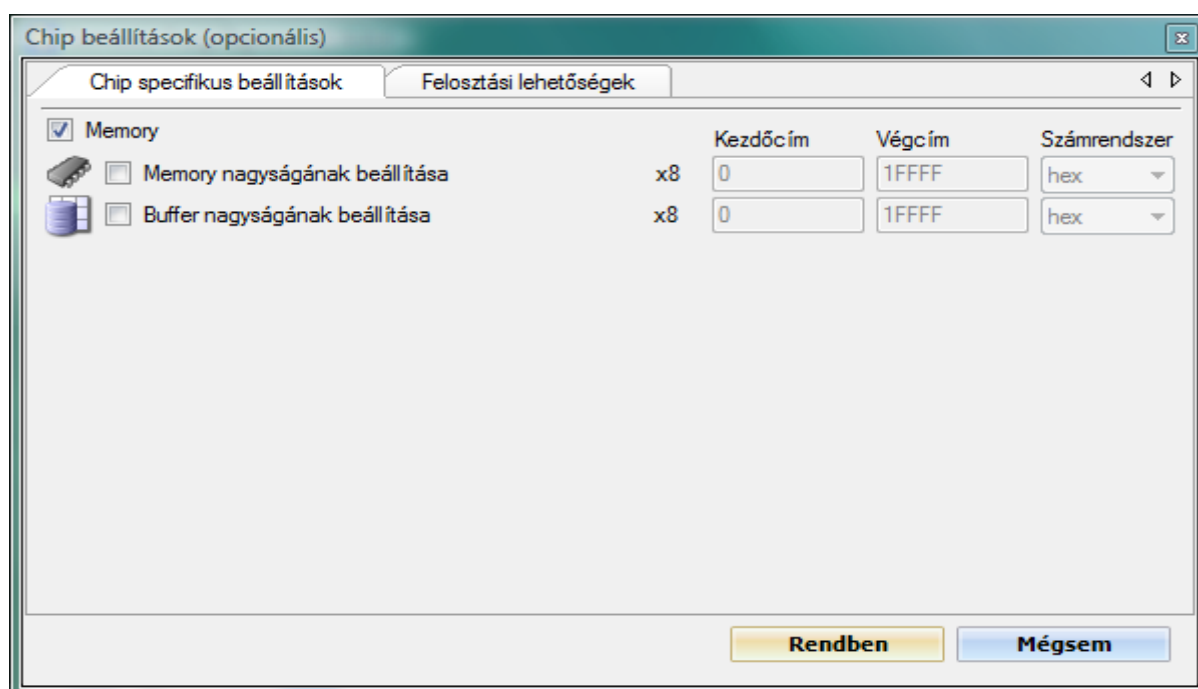 Chip beállítások (opcionális)
Chip specifikus beállítások Felosztási lehetőségek
Memory Kezdőcím Végcím Számrendszer
Memory nagyságának beállítása x8 0 1FFFF hex
Buffer nagyságának beállítása x8 0 1FFFF hex
Rendben Mégsem